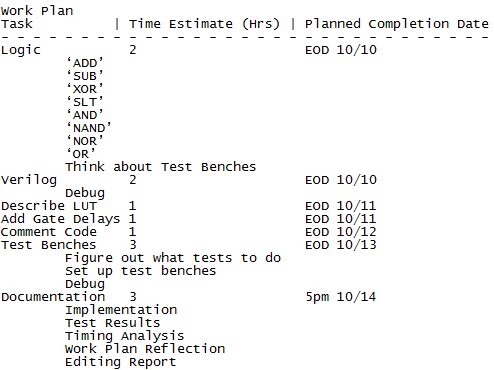 Work Plan
Task | Time Estimate (Hrs) | Planned Completion Date
- - - - - - - - - - - - - - - - - - - - - - - - - - - - - - -
Logic 2 EOD 10/10
‘ADD’
‘SUB’
‘XOR’
‘SLT’
‘AND’
‘NAND’
‘NOR’
‘OR’
Think about Test Benches
Verilog 2 EOD 10/10
Debug
Describe LUT 1 EOD 10/11
Add Gate Delays 1 EOD 10/11
Comment Code 1 EOD 10/12
Test Benches 3 EOD 10/13
Figure out what tests to do
Set up test benches
Debug
Documentation 3 5pm 10/14
Implementation
Test Results
Timing Analysis
Work Plan Reflection
Editing Report